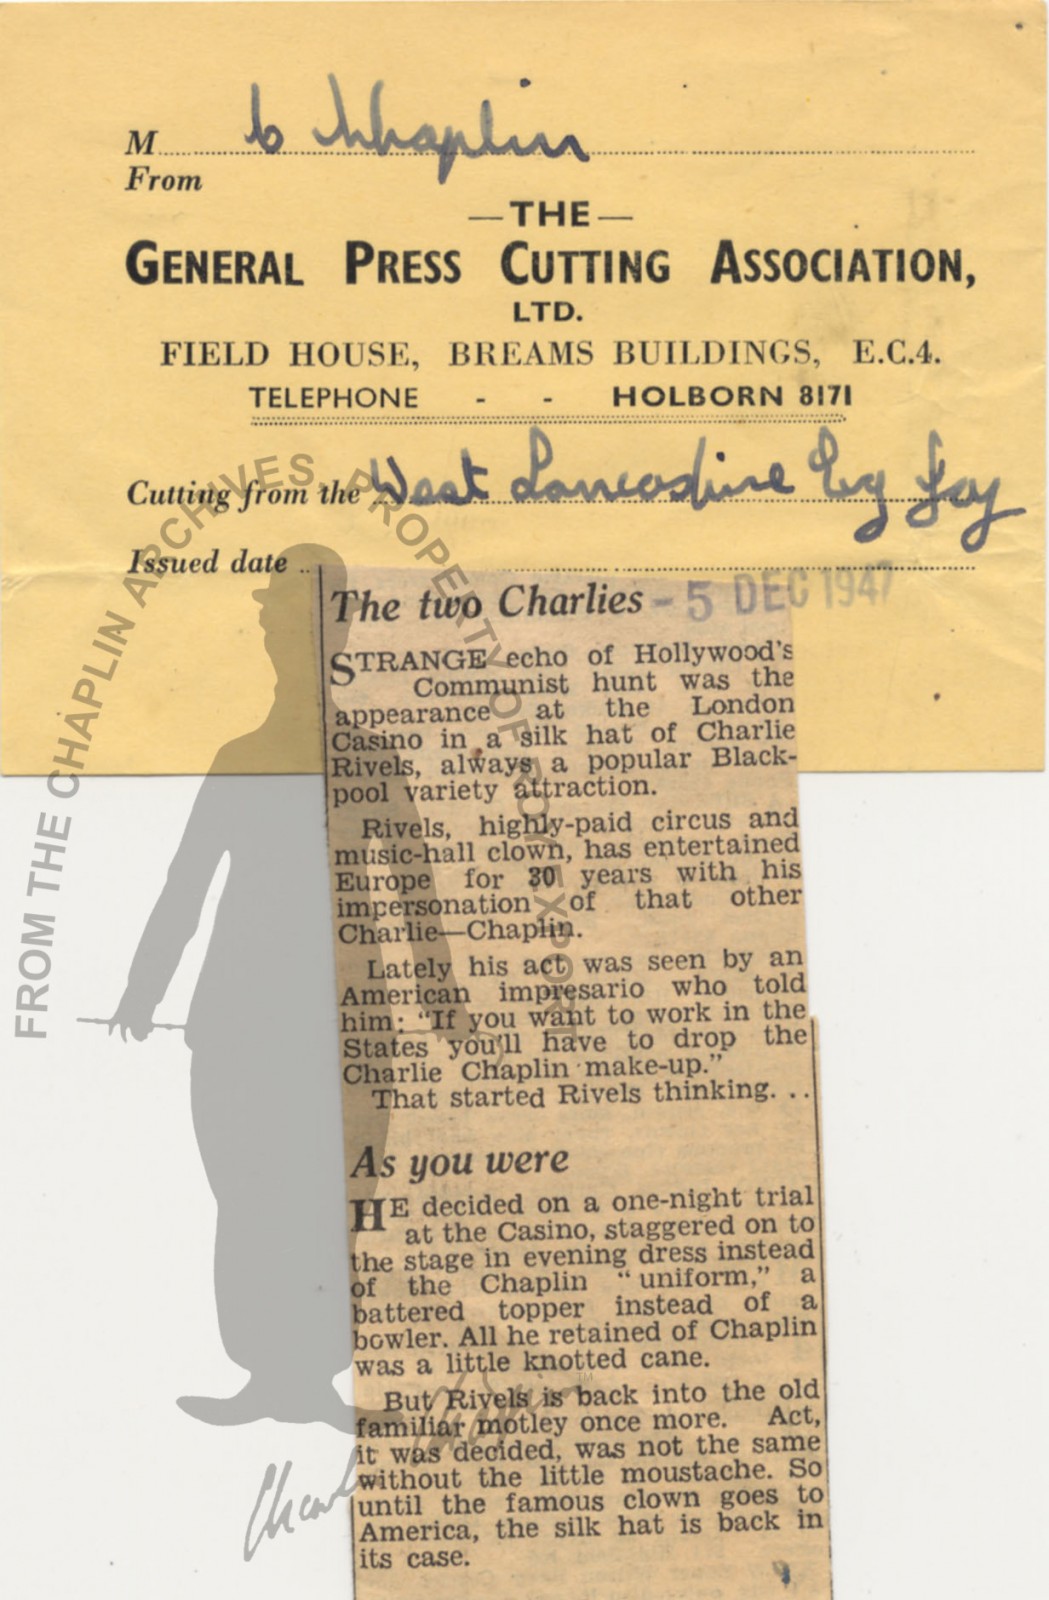 M C Chaplin
From
—THE—
GENERAL PRESS CUTTING ASSOCIATION,
LTD.
FIELD HOUSE, BREAMS BUILDINGS, E.C.4.
TELEPHONE - - HOLBORN 8171
Cutting from the West Lancashire Eg Gaz
Issued date
- 5 DEC 1947
The two Charlies
STRANGE echo of Hollywood's
Communist hunt was the
appearance at the London
Casino in a silk hat of Charlie
Rivels, always a popular Black-
pool variety attraction.
Rivels, highly-paid circus and
music-hall clown, has entertained
Europe for 30 years with his
impersonation of that other
Charlie—Chaplin.
Lately his act was seen by an
American impresario who told
him: "If you want to work in the
States you'll have to drop the
Charlie Chaplin make-up."
That started Rivels thinking. . .
As you were
HE decided on a one-night trial
at the Casino, staggered on to
the stage in evening dress instead
of the Chaplin "uniform," a
battered topper instead of a
bowler. All he retained of Chaplin
was a little knotted cane.
But Rivels is back into the old
familiar motley once more. Act,
it was decided, was not the same
without the little moustache. So
until the famous clown goes to
America, the silk hat is back in
its case.
FROM THE CHAPLIN ARCHIVES PROPERTY OF ROY EXPORT
Charlie Chaplin